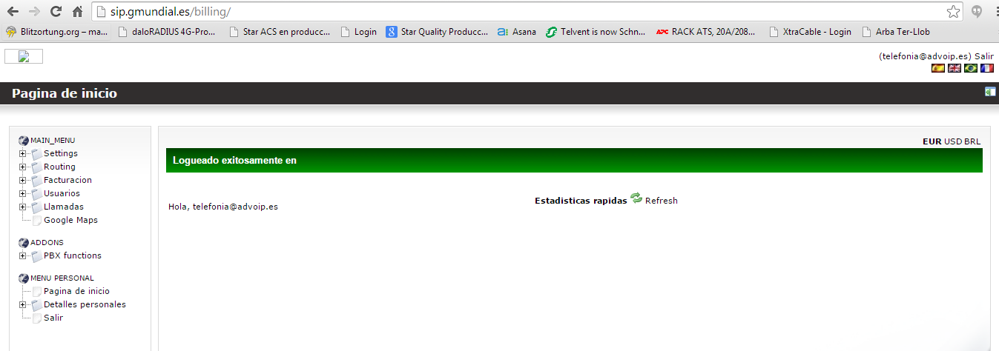 sip.gmundial.es/billing/
Blitzortung.org – ma... daloRADIUS 4G-Pro... Star ACS en producc... Login Star Quality Producc... Asana Telvent is now Schn... APC RACK ATS, 20A/208... XtraCable - Login Arba Ter-Llob
(telefonia@advoip.es) Salir
Pagina de inicio
MAIN_MENU
Settings
Routing
Facturacion
Usuarios
Llamadas
Google Maps
ADDONS
PBX functions
MENU PERSONAL
Pagina de inicio
Detalles personales
Salir
EUR USD BRL
Logueado exitosamente en
Hola, telefonia@advoip.es
Estadisticas rapidas Refresh